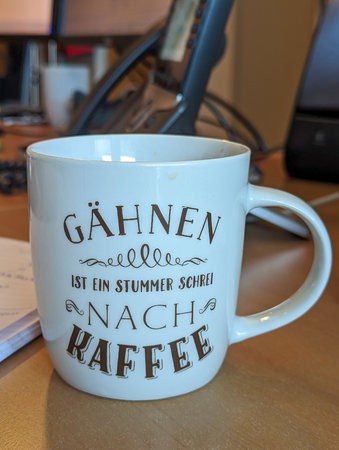 GÄHNEN
IST EIN STUMMER SCHREI
NACH
KAFFEE